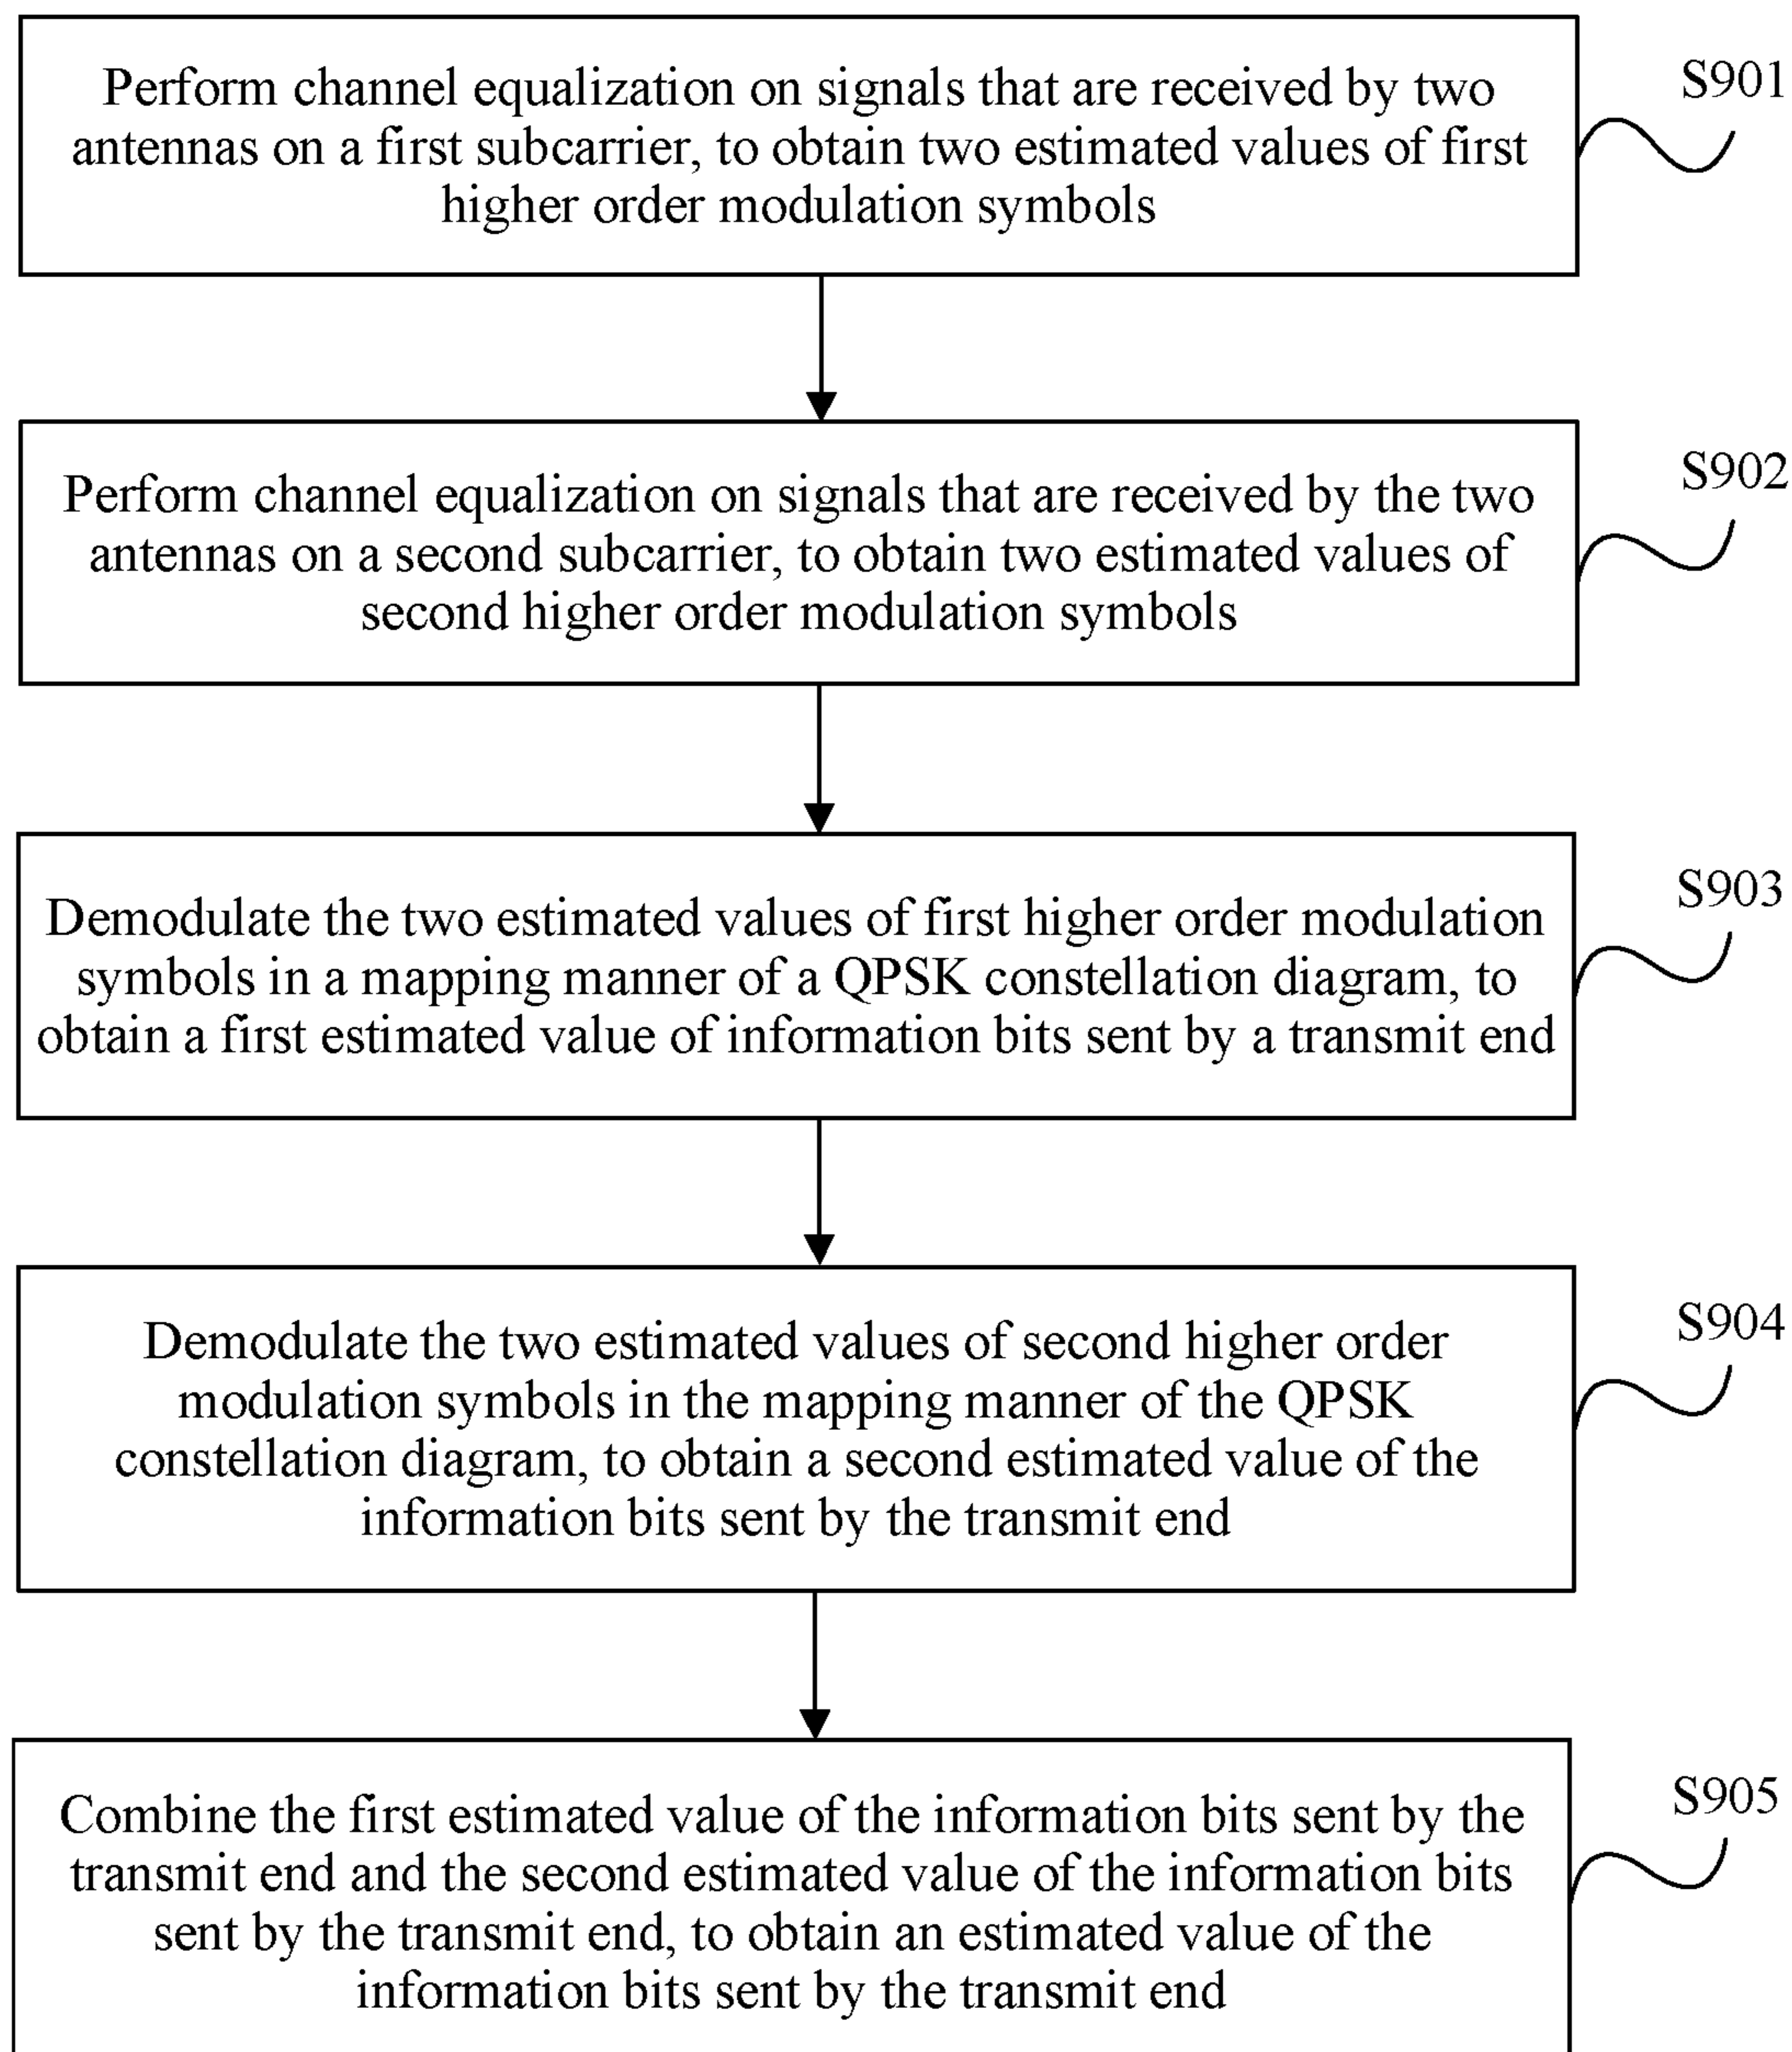 Perform channel equalization on signals that are received by two
antennas on a first subcarrier, to obtain two estimated values of first
higher order modulation symbols
S901
Perform channel equalization on signals that are received by the two
antennas on a second subcarrier, to obtain two estimated values of
second higher order modulation symbols
S902
Demodulate the two estimated values of first higher order modulation
symbols in a mapping manner of a QPSK constellation diagram, to
obtain a first estimated value of information bits sent by a transmit end
S903
Demodulate the two estimated values of second higher order
modulation symbols in the mapping manner of the QPSK
constellation diagram, to obtain a second estimated value of the
information bits sent by the transmit end
S904
Combine the first estimated value of the information bits sent by the
transmit end and the second estimated value of the information bits
sent by the transmit end, to obtain an estimated value of the
information bits sent by the transmit end
S905